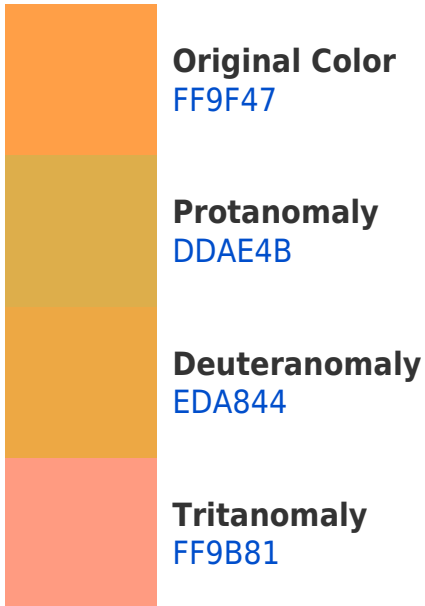 Original Color
FF9F47
Protanomaly
DDAE4B
Deuteranomaly
EDA844
Tritanomaly
FF9B81